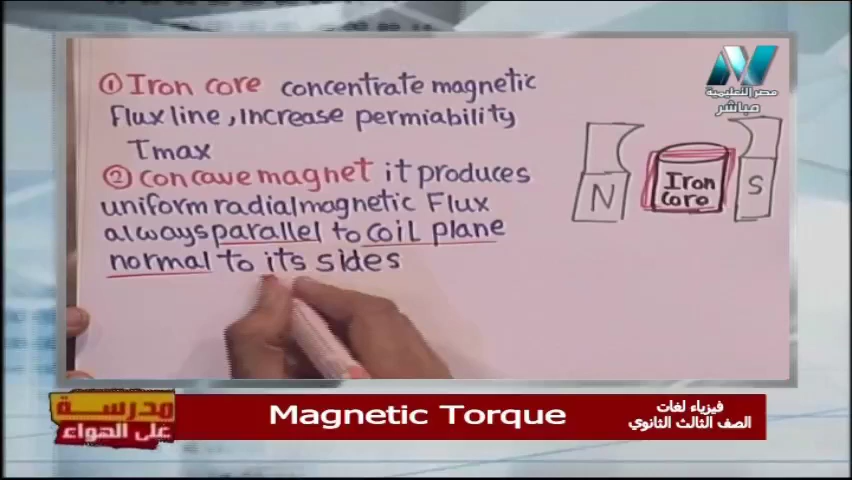 ① Iron core concentrate magnetic
Flux line, Increase permiability
Tmax
② concave magnet it produces
uniform radial magnetic Flux
always parallel to coil plane
normal to its sides
N
Iron
core
S
مصر التعليمية
مباشر
مدرسة
على الهواء
Magnetic Torque
فيزياء لغات
الصف الثالث الثانوي